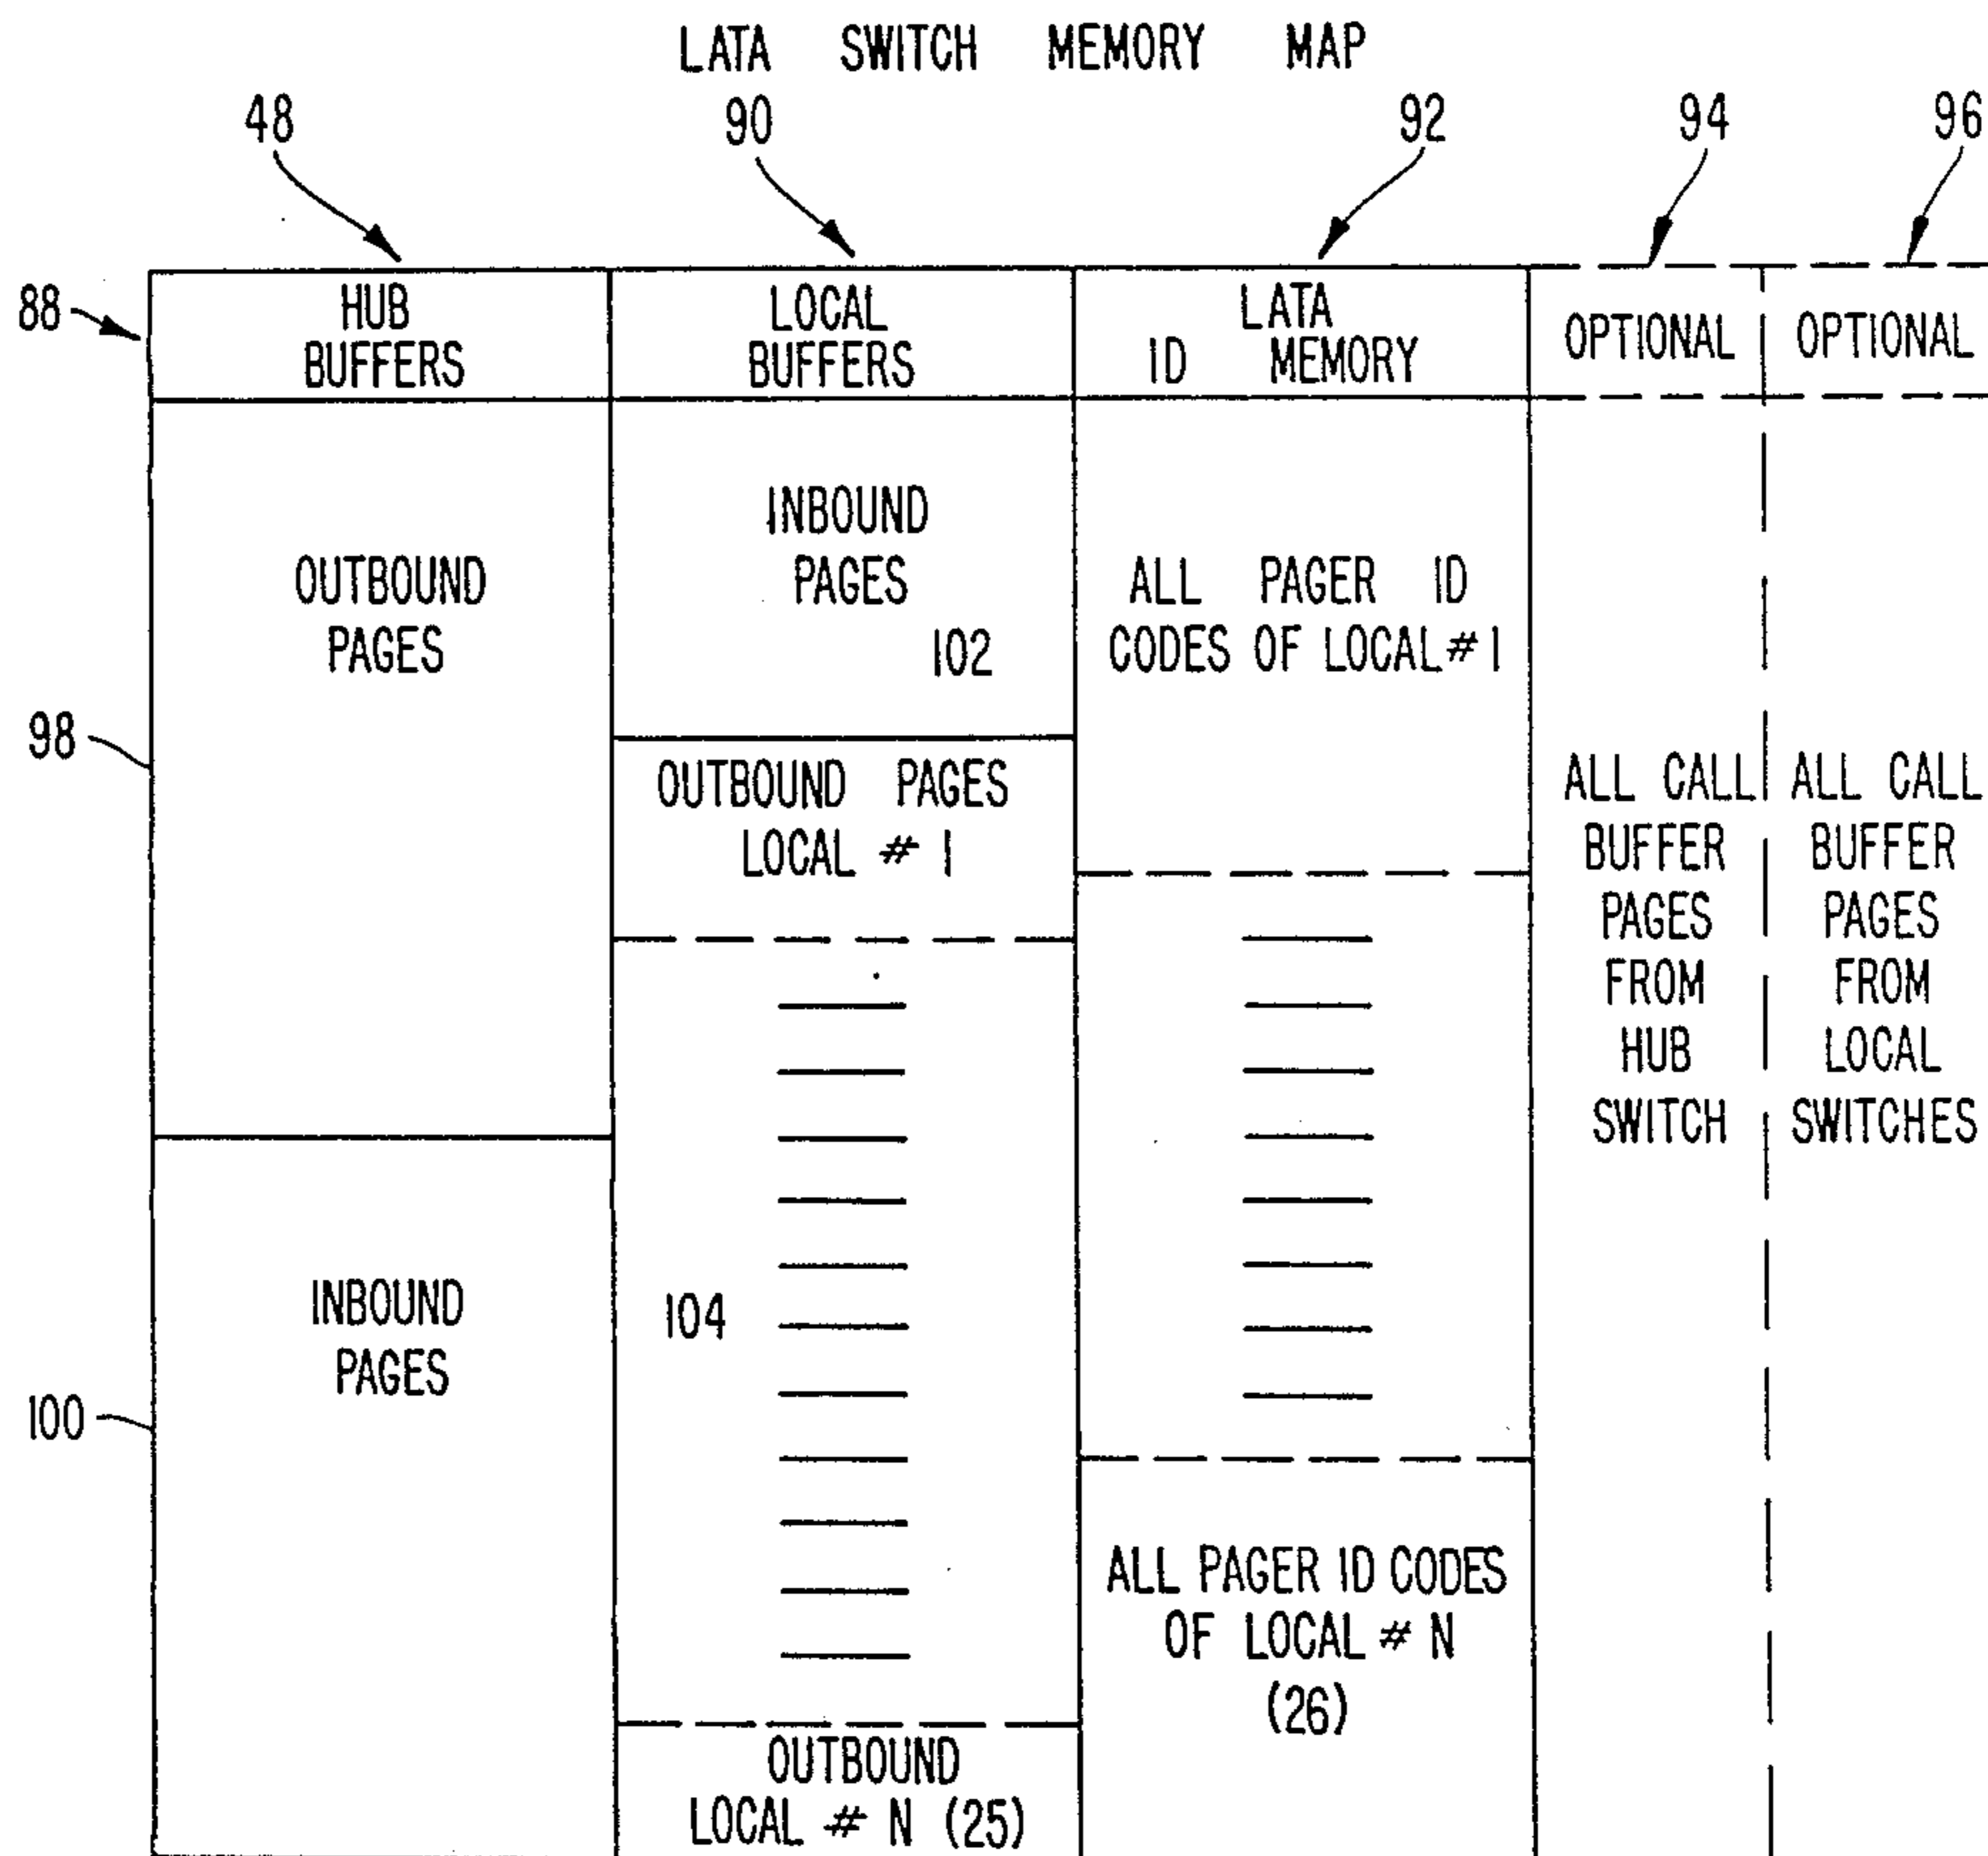 LATA SWITCH MEMORY MAP
48
90
92
94
96
88
HUB
BUFFERS
LOCAL
BUFFERS
LATA
ID MEMORY
OPTIONAL
OPTIONAL
OUTBOUND
PAGES
98
INBOUND
PAGES
100
INBOUND
PAGES
102
OUTBOUND PAGES
LOCAL # 1
104
OUTBOUND
LOCAL # N (25)
ALL PAGER ID
CODES OF LOCAL # 1
ALL PAGER ID CODES
OF LOCAL # N
(26)
ALL CALL
BUFFER
PAGES
FROM
HUB
SWITCH
ALL CALL
BUFFER
PAGES
FROM
LOCAL
SWITCHES